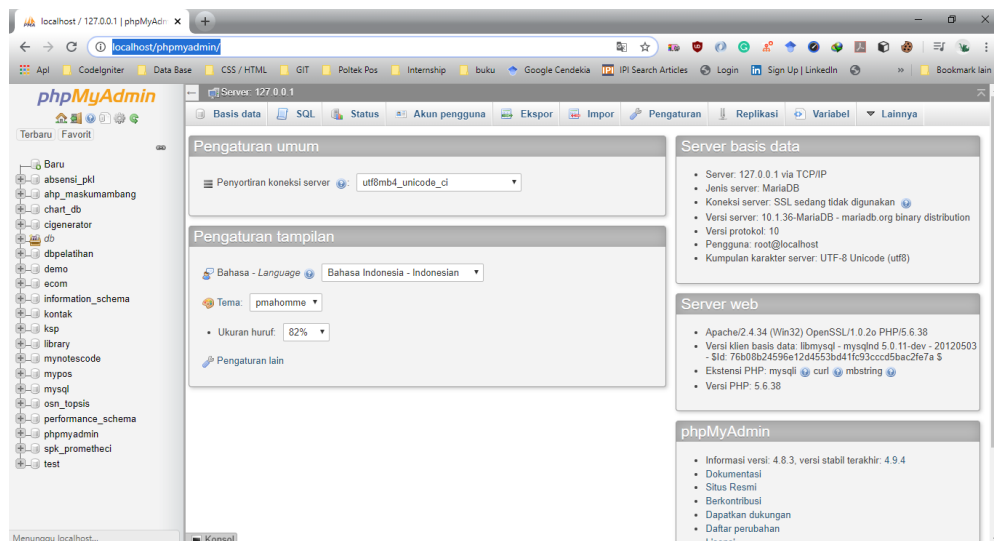 localhost / 127.0.0.1 | phpMyAdm
localhost/phpmyadmin/
Apl CodeIgniter Data Base CSS / HTML GIT Poltek Pos Internship buku Google Cendekia IPI IPI Search Articles Login in Sign Up | LinkedIn » Bookmark lain
phpMyAdmin
Terbaru Favorit
Baru
absensi_pkl
ahp_maskumambang
chart_db
cigenerator
db
dbpelatihan
demo
ecom
information_schema
kontak
ksp
library
mynotescode
mypos
mysql
osn_topsis
performance_schema
phpmyadmin
spk_prometheci
test
Menunggu localhost...
Server: 127.0.0.1
Basis data SQL Status Akun pengguna Ekspor Impor Pengaturan Replikasi Variabel Lainnya
Pengaturan umum
Penyortiran koneksi server : utf8mb4_unicode_ci
Pengaturan tampilan
Bahasa - Language Bahasa Indonesia - Indonesian
Tema: pmahomme
• Ukuran huruf: 82%
Pengaturan lain
Konsol
Server basis data
• Server: 127.0.0.1 via TCP/IP
• Jenis server: MariaDB
• Koneksi server: SSL sedang tidak digunakan
• Versi server: 10.1.36-MariaDB - mariadb.org binary distribution
• Versi protokol: 10
• Pengguna: root@localhost
• Kumpulan karakter server: UTF-8 Unicode (utf8)
Server web
• Apache/2.4.34 (Win32) OpenSSL/1.0.2o PHP/5.6.38
• Versi klien basis data: libmysql - mysqlnd 5.0.11-dev - 20120503
- $Id: 76b08b24596e12d4553bd41fc93cccd5bac2fe7a $
• Ekstensi PHP: mysqli curl mbstring
• Versi PHP: 5.6.38
phpMyAdmin
• Informasi versi: 4.8.3, versi stabil terakhir: 4.9.4
• Dokumentasi
• Situs Resmi
• Berkontribusi
• Dapatkan dukungan
• Daftar perubahan